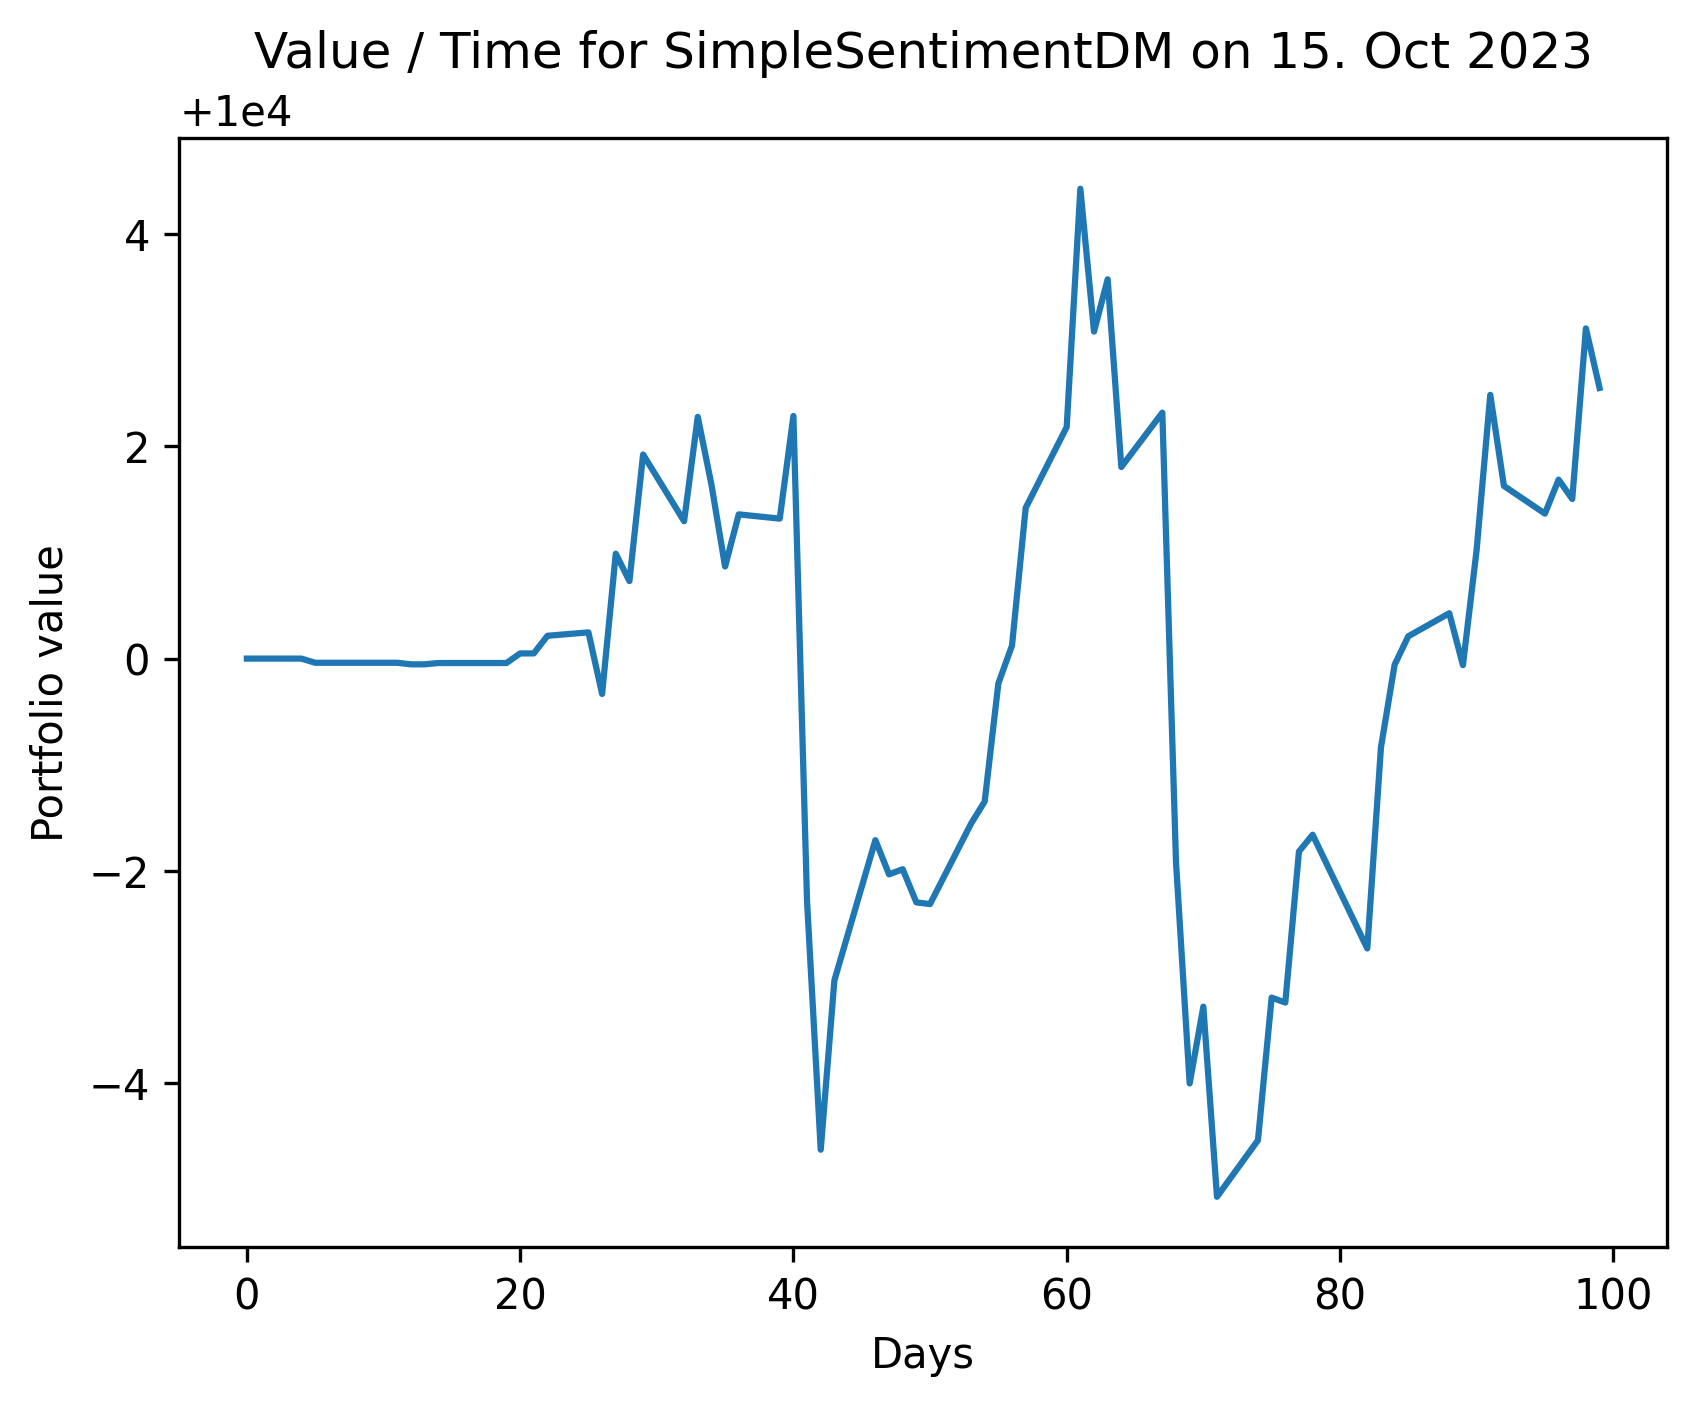 Value / Time for SimpleSentimentDM on 15. Oct 2023
+1e4
4
2
0
−2
−4
Portfolio value
0 20 40 60 80 100
Days